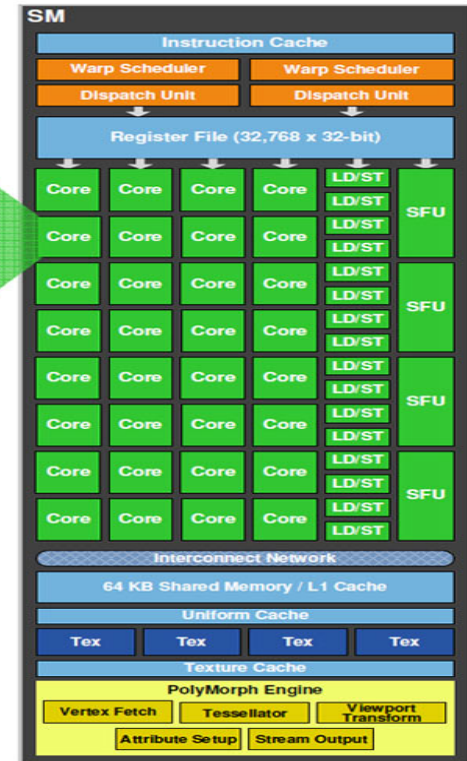 SM
Instruction Cache
Warp Scheduler Warp Scheduler
Dispatch Unit Dispatch Unit
Register File (32,768 x 32-bit)
Core Core Core Core LD/ST LD/ST SFU
Core Core Core Core LD/ST LD/ST
Core Core Core Core LD/ST LD/ST SFU
Core Core Core Core LD/ST LD/ST
Core Core Core Core LD/ST LD/ST SFU
Core Core Core Core LD/ST LD/ST
Core Core Core Core LD/ST LD/ST SFU
Core Core Core Core LD/ST LD/ST
Interconnect Network
64 KB Shared Memory / L1 Cache
Uniform Cache
Tex Tex Tex Tex
Texture Cache
PolyMorph Engine
Vertex Fetch Tessellator Viewport Transform
Attribute Setup Stream Output